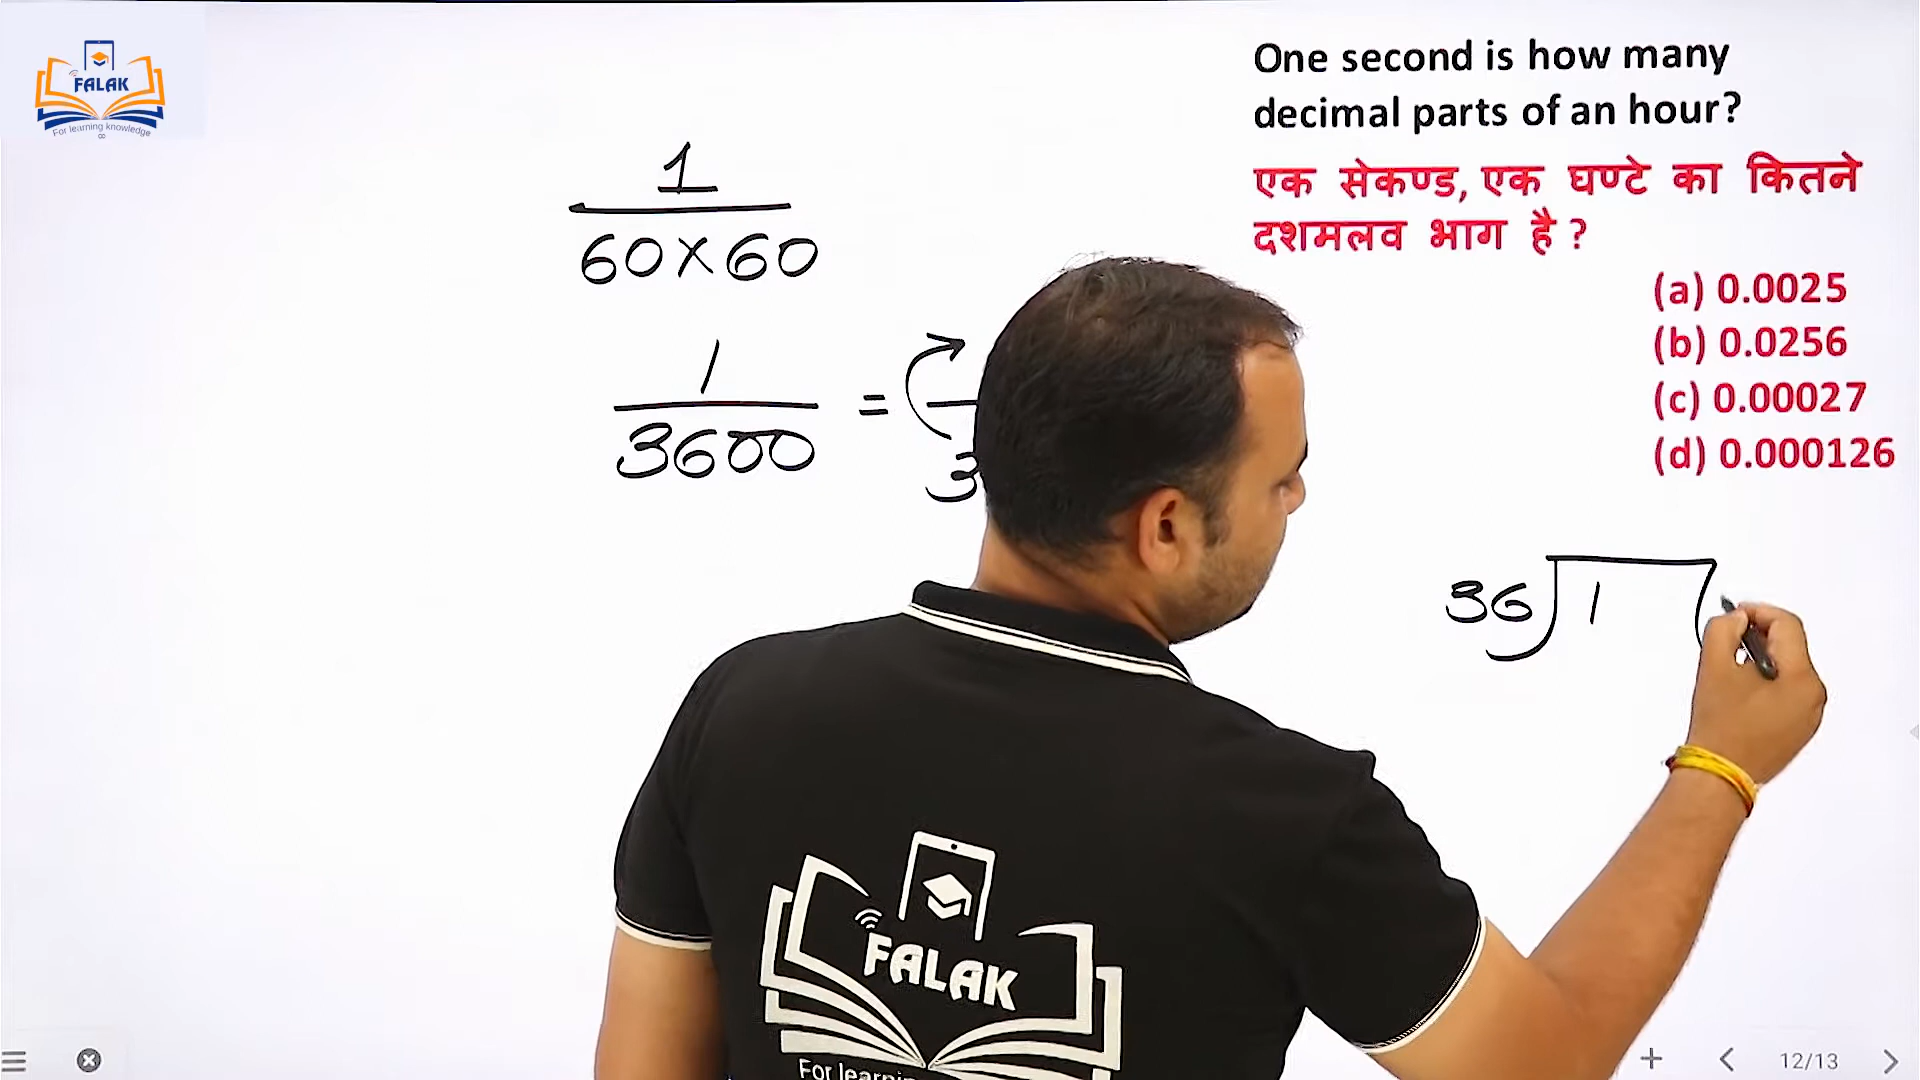 FALAK
For learning knowledge
One second is how many
decimal parts of an hour?
एक सेकण्ड, एक घण्टे का कितने
दशमलव भाग है ?
(a) 0.0025
(b) 0.0256
(c) 0.00027
(d) 0.000126
1
60×60
1
3600
=
3
36
1
FALAK
For
12/13